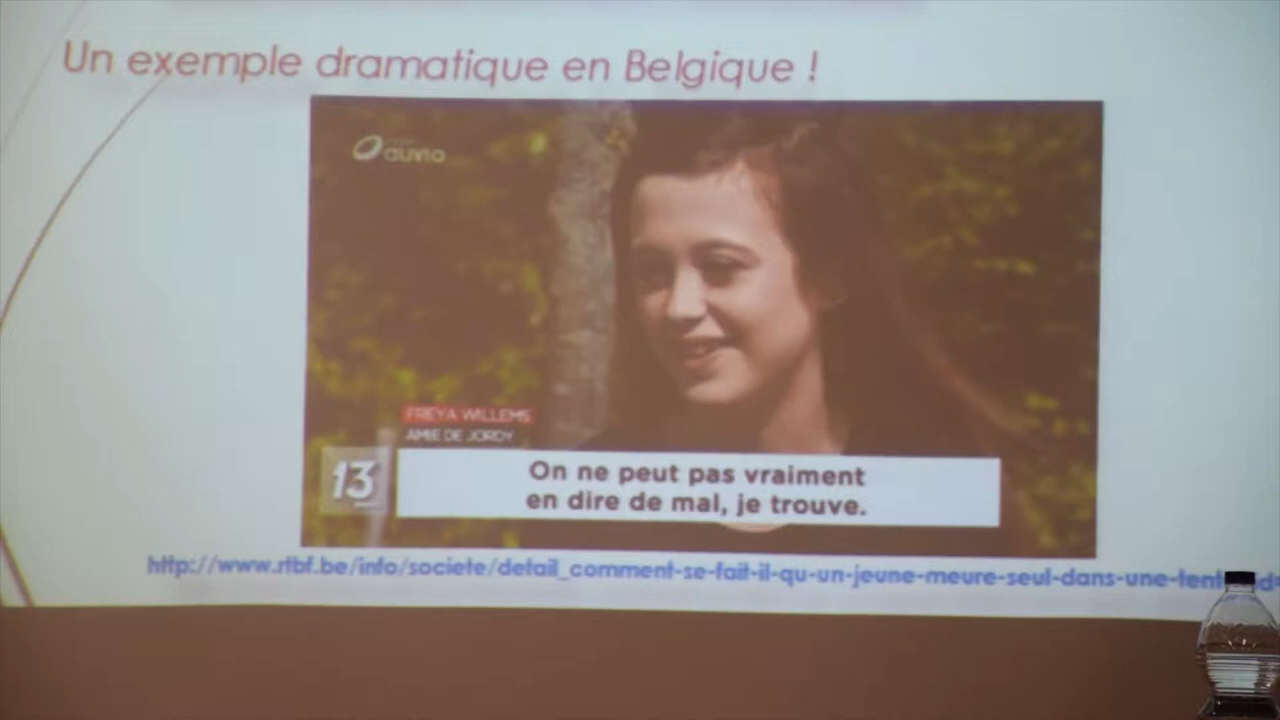 Un exemple dramatique en Belgique !
auvio
FREYA WILLEMS
AMIE DE JORDY
13
On ne peut pas vraiment
en dire de mal, je trouve.
http://www.rtbf.be/info/societe/detail_comment-se-fait-il-qu-un-jeune-meure-seul-dans-une-tent